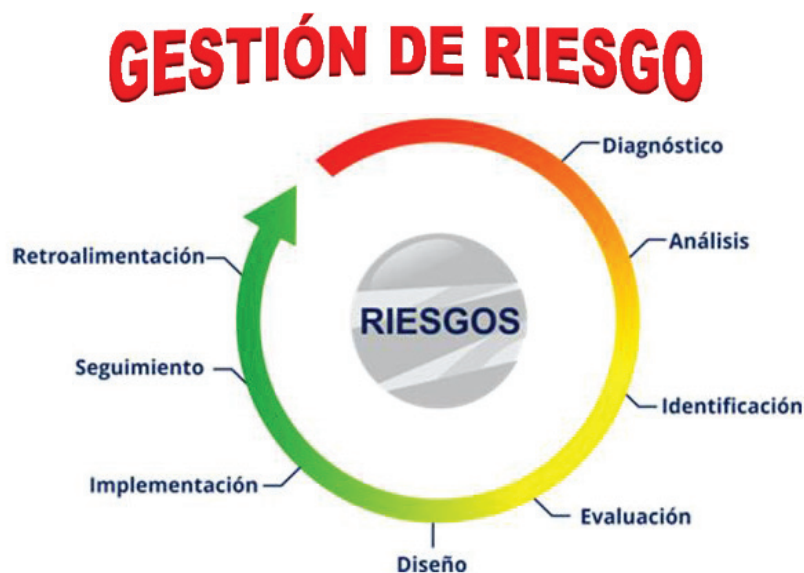 GESTIÓN DE RIESGO
Diagnóstico
Análisis
Identificación
Evaluación
Diseño
Implementación
Seguimiento
Retroalimentación
RIESGOS